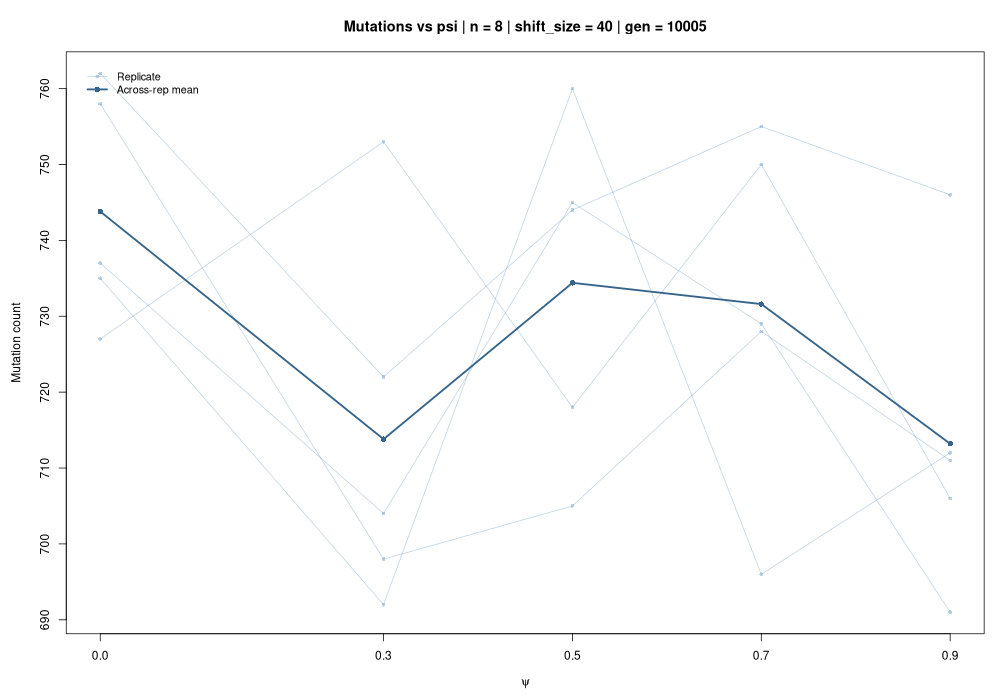 Mutations vs psi | n = 8 | shift_size = 40 | gen = 10005
Replicate
Across-rep mean
760
750
740
730
720
710
700
690
Mutation count
0.0 0.3 0.5 0.7 0.9
ψ